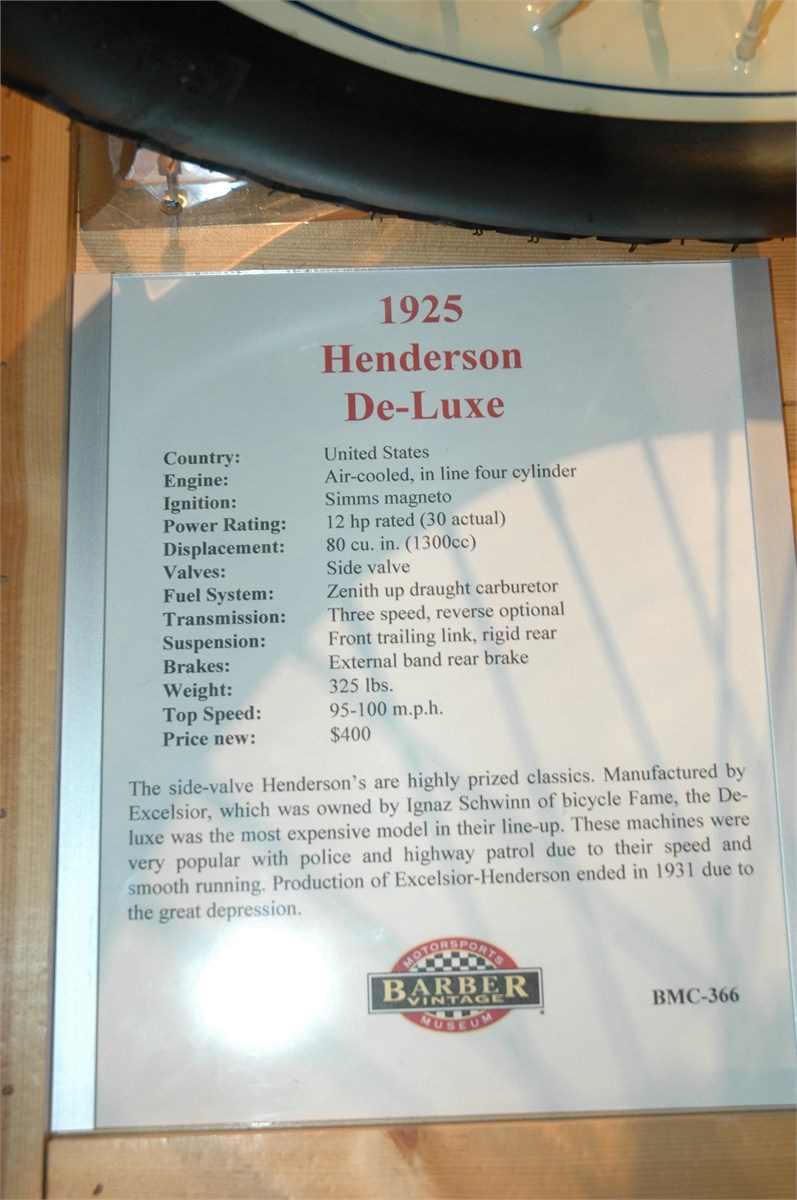 1925
Henderson
De-Luxe
Country: United States
Engine: Air-cooled, in line four cylinder
Ignition: Simms magneto
Power Rating: 12 hp rated (30 actual)
Displacement: 80 cu. in. (1300cc)
Valves: Side valve
Fuel System: Zenith up draught carburetor
Transmission: Three speed, reverse optional
Suspension: Front trailing link, rigid rear
Brakes: External band rear brake
Weight: 325 lbs.
Top Speed: 95-100 m.p.h.
Price new: $400
The side-valve Henderson's are highly prized classics. Manufactured by
Excelsior, which was owned by Ignaz Schwinn of bicycle Fame, the De-
luxe was the most expensive model in their line-up. These machines were
very popular with police and highway patrol due to their speed and
smooth running. Production of Excelsior-Henderson ended in 1931 due to
the great depression.
MOTORSPORTS
BARBER
VINTAGE
MUSEUM
BMC-366